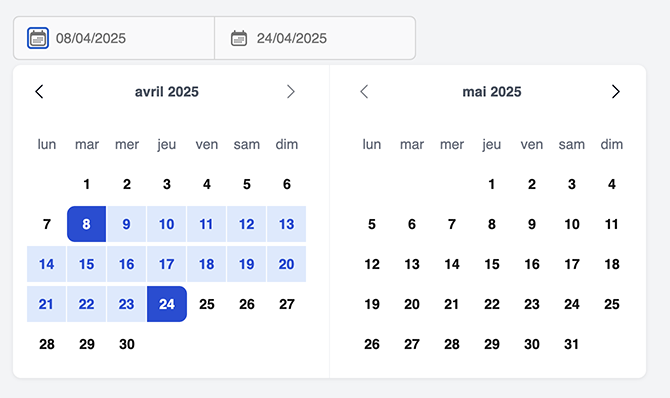 08/04/2025 24/04/2025
avril 2025
lun mar mer jeu ven sam dim
1 2 3 4 5 6
7 8 9 10 11 12 13
14 15 16 17 18 19 20
21 22 23 24 25 26 27
28 29 30
mai 2025
lun mar mer jeu ven sam dim
1 2 3 4
5 6 7 8 9 10 11
12 13 14 15 16 17 18
19 20 21 22 23 24 25
26 27 28 29 30 31